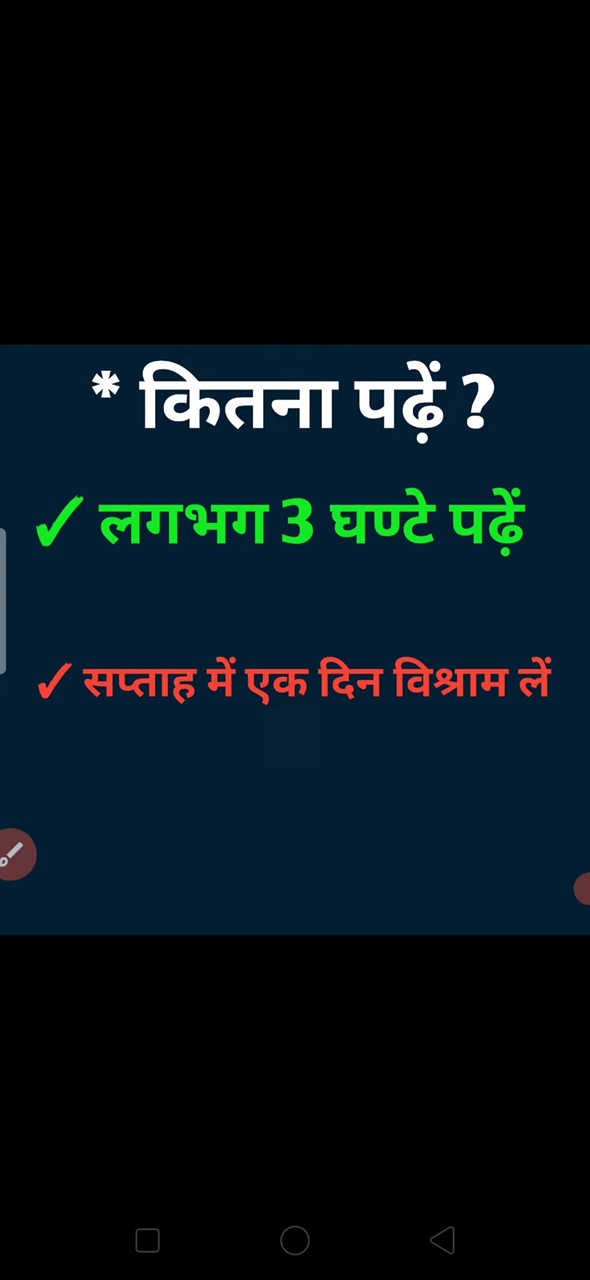 * कितना पढ़ें ?
✓ लगभग 3 घण्टे पढ़ें
✓ सप्ताह में एक दिन विश्राम लें